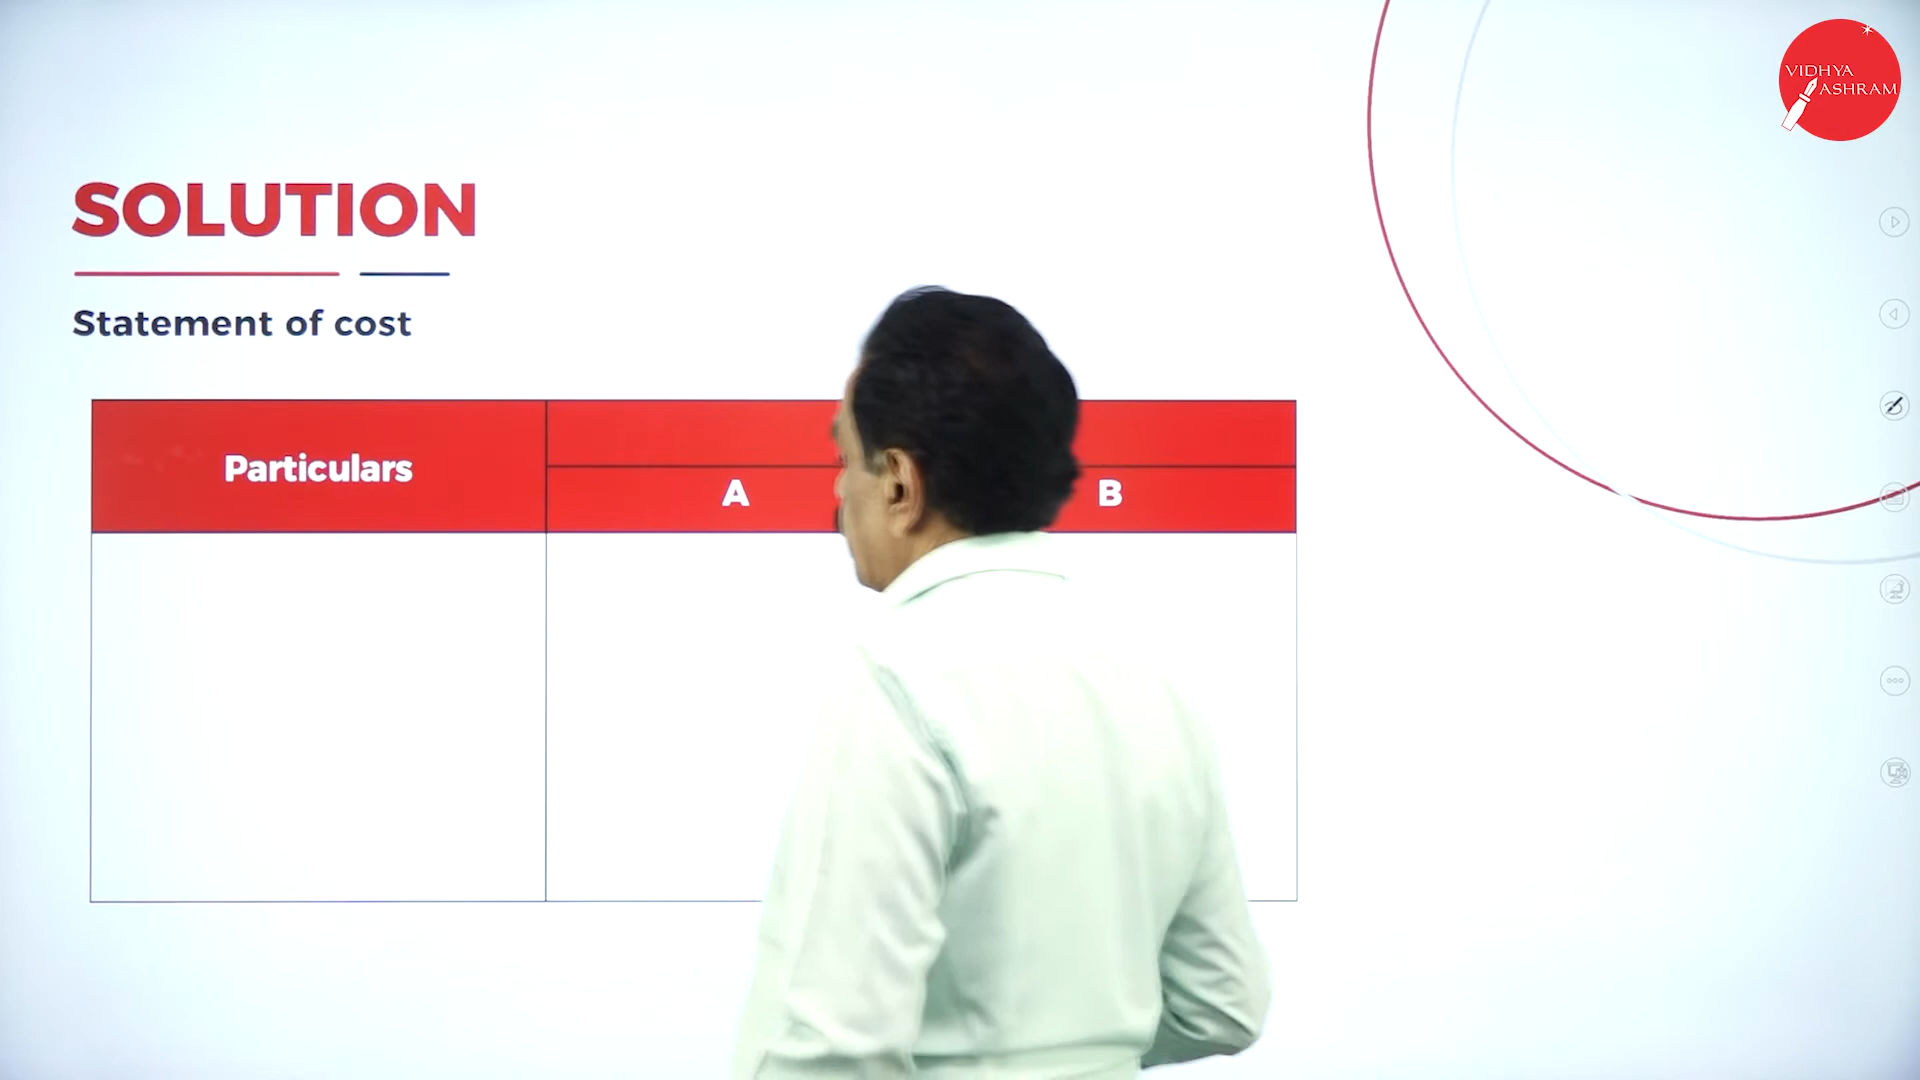 VIDHYA
ASHRAM
SOLUTION
Statement of cost
Particulars
A
B